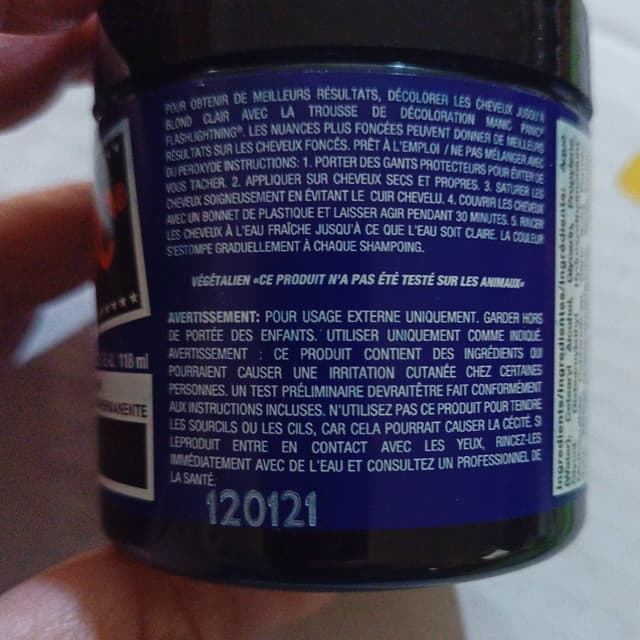 POUR OBTENIR DE MEILLEURS RÉSULTATS, DÉCOLORER LES CHEVEUX JUSQU'À
BLOND CLAIR AVEC LA TROUSSE DE DÉCOLORATION MANIC PANIC®
FLASHLIGHTNING®. LES NUANCES PLUS FONCÉES PEUVENT DONNER DE MEILLEURS
RÉSULTATS SUR LES CHEVEUX FONCÉS. PRÊT À L'EMPLOI / NE PAS MÉLANGER AVEC
DU PEROXYDE INSTRUCTIONS: 1. PORTER DES GANTS PROTECTEURS POUR ÉVITER DE
VOUS TACHER. 2. APPLIQUER SUR CHEVEUX SECS ET PROPRES. 3. SATURER LES
CHEVEUX SOIGNEUSEMENT EN ÉVITANT LE CUIR CHEVELU. 4. COUVRIR LES CHEVEUX
AVEC UN BONNET DE PLASTIQUE ET LAISSER AGIR PENDANT 30 MINUTES. 5. RINCER
LES CHEVEUX À L'EAU FRAÎCHE JUSQU'À CE QUE L'EAU SOIT CLAIRE. LA COULEUR
S'ESTOMPE GRADUELLEMENT À CHAQUE SHAMPOING.
VÉGÉTALIEN «CE PRODUIT N'A PAS ÉTÉ TESTÉ SUR LES ANIMAUX«
AVERTISSEMENT: POUR USAGE EXTERNE UNIQUEMENT. GARDER HORS
DE PORTÉE DES ENFANTS. UTILISER UNIQUEMENT COMME INDIQUÉ.
AVERTISSEMENT : CE PRODUIT CONTIENT DES INGRÉDIENTS QUI
POURRAIENT CAUSER UNE IRRITATION CUTANÉE CHEZ CERTAINES
PERSONNES. UN TEST PRÉLIMINAIRE DEVRAITÊTRE FAIT CONFORMÉMENT
AUX INSTRUCTIONS INCLUSES. N'UTILISEZ PAS CE PRODUIT POUR TEINDRE
LES SOURCILS OU LES CILS, CAR CELA POURRAIT CAUSER LA CÉCITÉ. SI
LEPRODUIT ENTRE EN CONTACT AVEC LES YEUX, RINCEZ-LES
IMMÉDIATEMENT AVEC DE L'EAU ET CONSULTEZ UN PROFESSIONNEL DE
LA SANTÉ.
120121
118 ml
Ingredients/Ingredientes/Ingrédients: